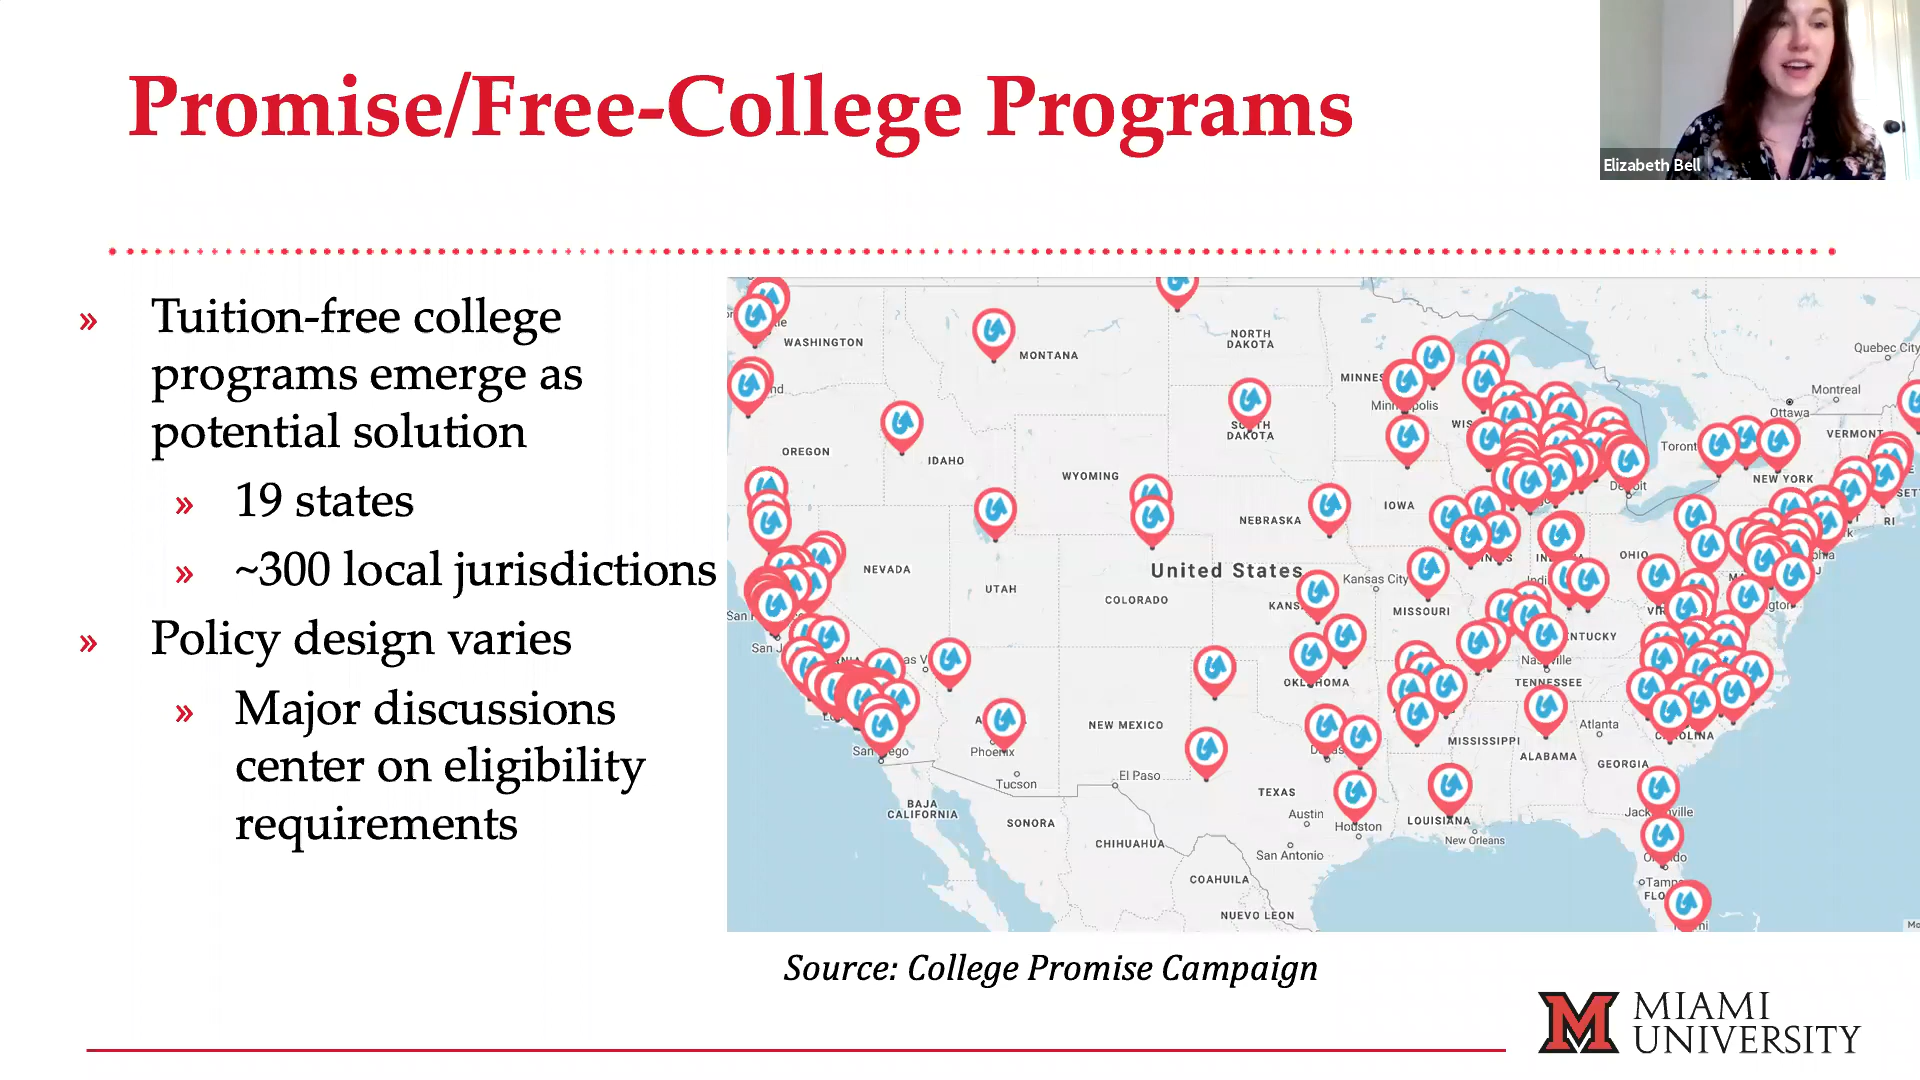 Promise/Free-College Programs
Elizabeth Bell
» Tuition-free college
programs emerge as
potential solution
» 19 states
» ~300 local jurisdictions
» Policy design varies
» Major discussions
center on eligibility
requirements
WASHINGTON
MONTANA
NORTH
DAKOTA
Quebec City
Montreal
Ottawa
OREGON
IDAHO
DAKOTA
VERMONT
WYOMING
NEW YORK
IOWA
NEBRASKA
RI
OHIO
NEVADA
United States
Kansas City
UTAH
COLORADO
MISSOURI
NEW MEXICO
TENNESSEE
Phoenix
MISSISSIPPI
Atlanta
ALABAMA
GEORGIA
El Paso
Tucson
TEXAS
BAJA
CALIFORNIA
SONORA
Austin
Houston
LOUISIANA
New Orleans
CHIHUAHUA
San Antonio
COAHUILA
NUEVO LEON
Source: College Promise Campaign
M MIAMI
UNIVERSITY